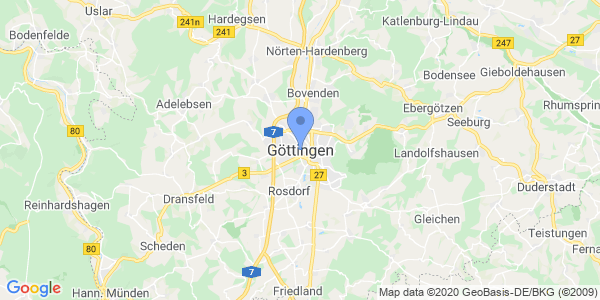 Uslar
241n
Hardegsen
Katlenburg-Lindau
241
Bodenfelde
Nörten-Hardenberg
247
27
Gieboldehausen
Bodensee
Bovenden
Adelebsen
Ebergötzen
Rhumspring
Seeburg
80
7
Göttingen
Landolfshausen
3
27
Duderstadt
Rosdorf
Dransfeld
Reinhardshagen
Gleichen
Teistungen
Scheden
80
Ferna
7
Friedland
Google
Hann. Münden
Map data ©2020 GeoBasis-DE/BKG (©2009)